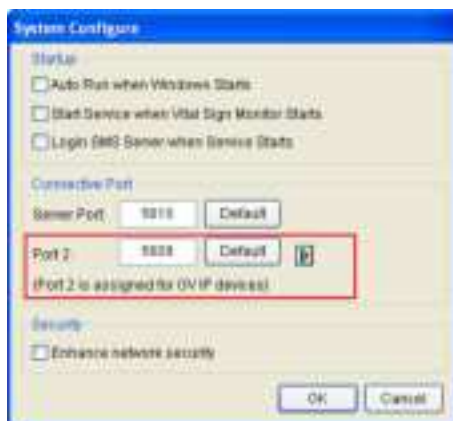 System Configure
Startup
Auto Run when Windows Starts
Start Service when Vital Sign Monitor Starts
Login SMS Server when Service Starts
Connective Port
Server Port Default
Port 2 Default
(Port 2 is assigned for GV IP devices)
Security
Enhance network security
OK Cancel